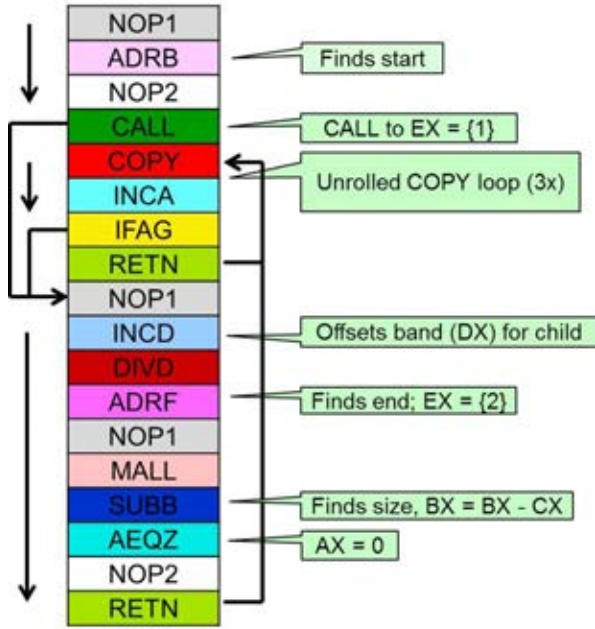 NOP1
ADRB
Finds start
NOP2
CALL
CALL to EX = {1}
COPY
Unrolled COPY loop (3x)
INCA
IFAG
RETN
NOP1
INCD
Offsets band (DX) for child
DIVD
ADRF
Finds end; EX = {2}
NOP1
MALL
SUBB
Finds size, BX = BX - CX
AEQZ
AX = 0
NOP2
RETN